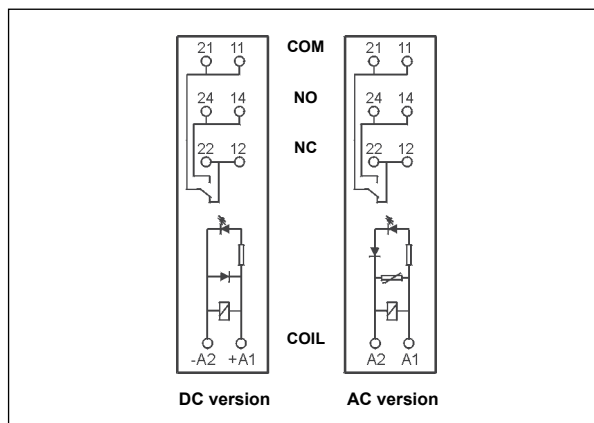 21 11 COM 21 11
24 14 NO 24 14
22 12 NC 22 12
COIL
-A2 +A1 A2 A1
DC version AC version